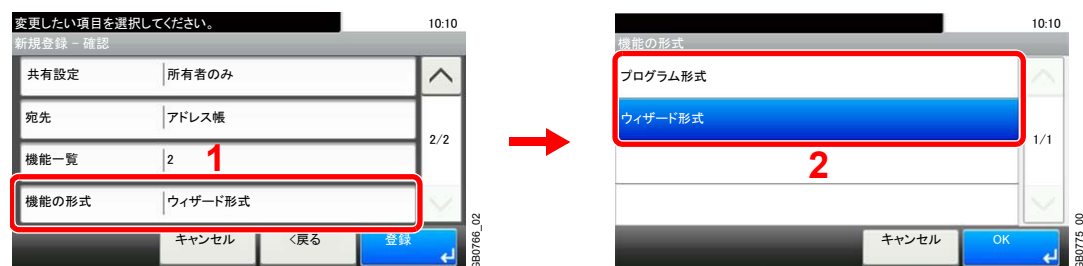 変更したい項目を選択してください。 10:10
新規登録 - 確認
共有設定 所有者のみ
宛先 アドレス帳
2/2
機能一覧 2
1
機能の形式 ウィザード形式
キャンセル <戻る 登録
GB0766_02
10:10
機能の形式
プログラム形式
ウィザード形式
1/1
2
キャンセル OK
GB0775_00